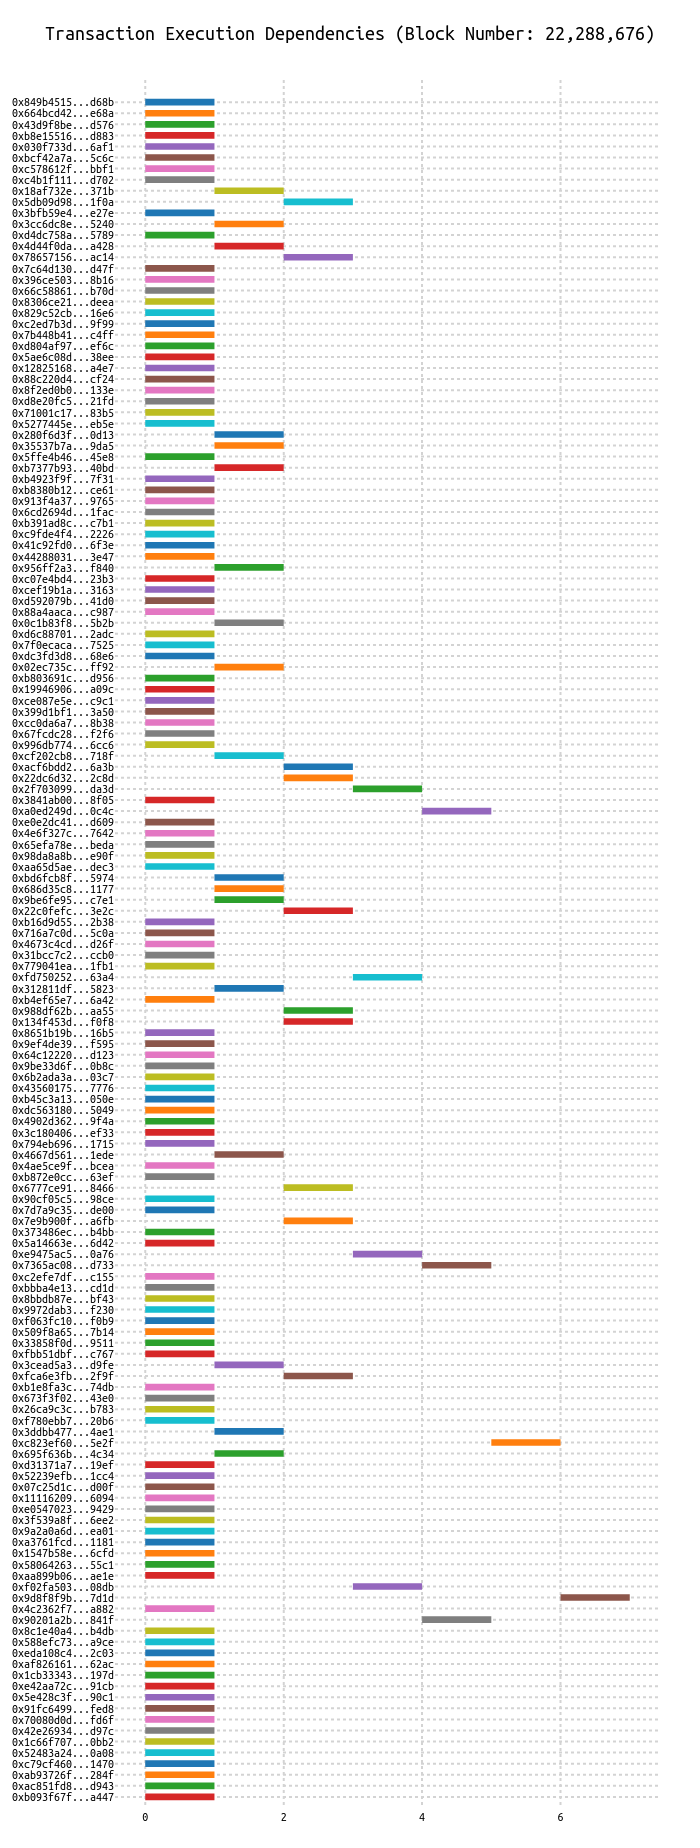 Transaction Execution Dependencies (Block Number: 22,288,676)
0x849b4515...d68b
0x664bcd42...e68a
0x43d9f8be...d576
0xb8e15516...d883
0x030f733d...6af1
0xbcf42a7a...5c6c
0xc578612f...bbf1
0xc4b1f111...d702
0x18af732e...371b
0x5db09d98...1f0a
0x3bfb59e4...e27e
0x3cc6dc8e...5240
0xd4dc758a...5789
0x4d44f0da...a428
0x78657156...ac14
0x7c64d130...d47f
0x396ce503...8b16
0x66c58861...b70d
0x8306ce21...deea
0x829c52cb...16e6
0xc2ed7b3d...9f99
0x7b448b41...c4ff
0xd804af97...ef6c
0x5ae6c08d...38ee
0x12825168...a4e7
0x88c220d4...cf24
0x8f2ed0b0...133e
0xd8e20fc5...21fd
0x71001c17...83b5
0x5277445e...eb5e
0x280f6d3f...0d13
0x35537b7a...9da5
0x5ffe4b46...45e8
0xb7377b93...40bd
0xb4923f9f...7f31
0xb8380b12...ce61
0x913f4a37...9765
0x6cd2694d...1fac
0xb391ad8c...c7b1
0xc9fde4f4...2226
0x41c92fd0...6f3e
0x44288031...3e47
0x956ff2a3...f840
0xc07e4bd4...23b3
0xcef19b1a...3163
0xd592079b...41d0
0x88a4aaca...c987
0x0c1b83f8...5b2b
0xd6c88701...2adc
0x7f0ecaca...7525
0xdc3fd3d8...68e6
0x02ec735c...ff92
0xb803691c...d956
0x19946906...a09c
0xce087e5e...c9c1
0x399d1bf1...3a50
0xcc0da6a7...8b38
0x67fcdc28...f2f6
0x996db774...6cc6
0xcf202cb8...718f
0xacf6bdd2...6a3b
0x22dc6d32...2c8d
0x2f703099...da3d
0x3841ab00...8f05
0xa0ed249d...0c4c
0xe0e2dc41...d609
0x4e6f327c...7642
0x65efa78e...beda
0x98da8a8b...e90f
0xaa65d5ae...dec3
0xbd6fcb8f...5974
0x686d35c8...1177
0x9be6fe95...c7e1
0x22c0fefc...3e2c
0xb16d9d55...2b38
0x716a7c0d...5c0a
0x4673c4cd...d26f
0x31bcc7c2...ccb0
0x779041ea...1fb1
0xfd750252...63a4
0x312811df...5823
0xb4ef65e7...6a42
0x988df62b...aa55
0x134f453d...f0f8
0x8651b19b...16b5
0x9ef4de39...f595
0x64c12220...d123
0x9be33d6f...0b8c
0x6b2ada3a...03c7
0x43560175...7776
0xb45c3a13...050e
0xdc563180...5049
0x4902d362...9f4a
0x3c180406...ef33
0x794eb696...1715
0x4667d561...1ede
0x4ae5ce9f...bcea
0xb872e0cc...63ef
0x6777ce91...8466
0x90cf05c5...98ce
0x7d7a9c35...de00
0x7e9b900f...a6fb
0x373486ec...b4bb
0x5a14663e...6d42
0xe9475ac5...0a76
0x7365ac08...d733
0xc2efe7df...c155
0xbbba4e13...cd1d
0x8bbdb87e...bf43
0x9972dab3...f230
0xf063fc10...f0b9
0x509f8a65...7b14
0x33858f0d...9511
0xfbb51dbf...c767
0x3cead5a3...d9fe
0xfca6e3fb...2f9f
0xb1e8fa3c...74db
0x673f3f02...43e0
0x26ca9c3c...b783
0xf780ebb7...20b6
0x3ddbb477...4ae1
0xc823ef60...5e2f
0x695f636b...4c34
0xd31371a7...19ef
0x52239efb...1cc4
0x07c25d1c...d00f
0x11116209...6094
0xe0547023...9429
0x3f539a8f...6ee2
0x9a2a0a6d...ea01
0xa3761fcd...1181
0x1547b58e...6cfd
0x58064263...55c1
0xaa899b06...ae1e
0xf02fa503...08db
0x9d8f8f9b...7d1d
0x4c2362f7...a882
0x90201a2b...841f
0x8c1e40a4...b4db
0x588efc73...a9ce
0xeda108c4...2c03
0xaf826161...62ac
0x1cb33343...197d
0xe42aa72c...91cb
0x5e428c3f...90c1
0x91fc6499...fed8
0x70080d0d...fd6f
0x42e26934...d97c
0x1c66f707...0bb2
0x52483a24...0a08
0xc79cf460...1470
0xab93726f...284f
0xac851fd8...d943
0xb093f67f...a447
0 2 4 6